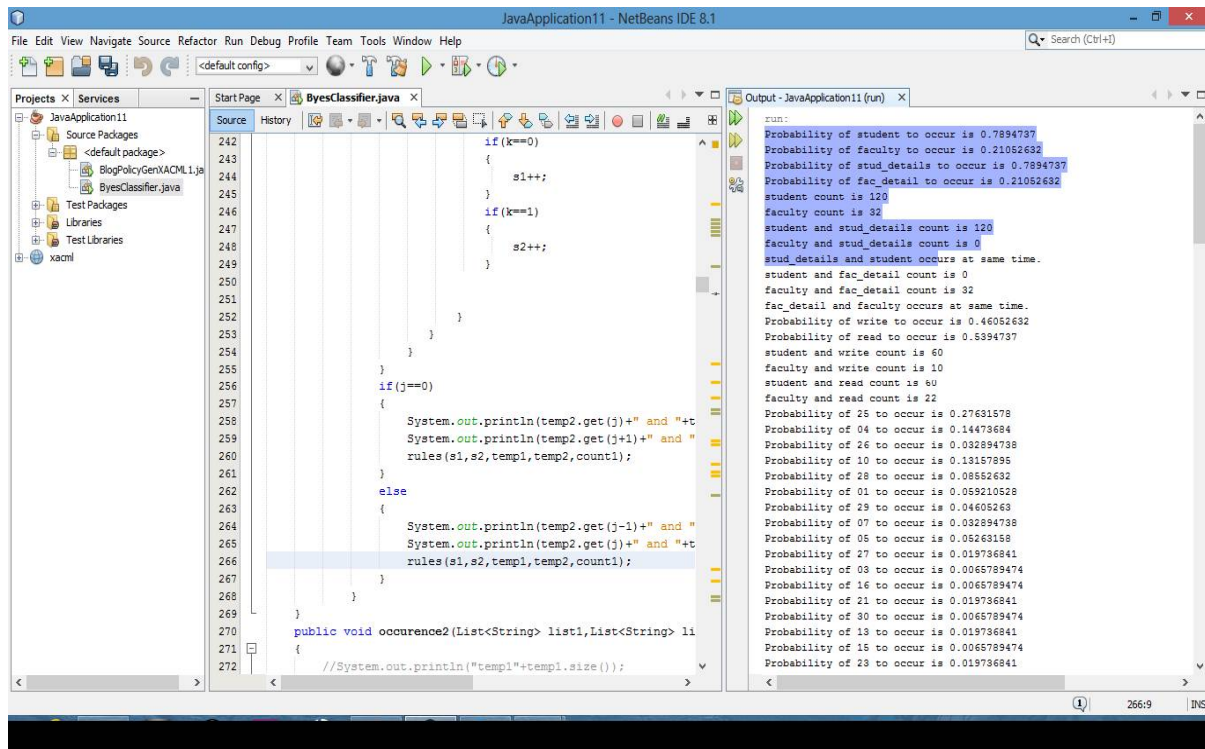 JavaApplication11 - NetBeans IDE 8.1
File Edit View Navigate Source Refactor Run Debug Profile Team Tools Window Help
Search (Ctrl+I)
<default config>
Projects Services
JavaApplication11
Source Packages
<default package>
BlogPolicyGenXACML1.ja
ByesClassifier.java
Test Packages
Libraries
Test Libraries
xacml
Start Page ByesClassifier.java
Source History
242 if(k==0)
243 {
244 s1++;
245 }
246 if(k==1)
247 {
248 s2++;
249 }
250
251
252 }
253 }
254 }
255 }
256 if(j==0)
257 {
258 System.out.println(temp2.get(j)+" and "+t
259 System.out.println(temp2.get(j+1)+" and "
260 rules(s1,s2,temp1,temp2,count1);
261 }
262 else
263 {
264 System.out.println(temp2.get(j-1)+" and "
265 System.out.println(temp2.get(j)+" and "+t
266 rules(s1,s2,temp1,temp2,count1);
267 }
268 }
269 }
270 public void occurence2(List<String> list1,List<String> li
271 {
272 //System.out.println("temp1"+temp1.size());
Output - JavaApplication11 (run)
run:
Probability of student to occur is 0.7894737
Probability of faculty to occur is 0.21052632
Probability of stud_details to occur is 0.7894737
Probability of fac_detail to occur is 0.21052632
student count is 120
faculty count is 32
student and stud_details count is 120
faculty and stud_details count is 0
stud_details and student occurs at same time.
student and fac_detail count is 0
faculty and fac_detail count is 32
fac_detail and faculty occurs at same time.
Probability of write to occur is 0.46052632
Probability of read to occur is 0.5394737
student and write count is 60
faculty and write count is 10
student and read count is 60
faculty and read count is 22
Probability of 25 to occur is 0.27631578
Probability of 04 to occur is 0.14473684
Probability of 26 to occur is 0.032894738
Probability of 10 to occur is 0.13157895
Probability of 28 to occur is 0.08552632
Probability of 01 to occur is 0.059210528
Probability of 29 to occur is 0.04605263
Probability of 07 to occur is 0.032894738
Probability of 05 to occur is 0.05263158
Probability of 27 to occur is 0.019736841
Probability of 03 to occur is 0.0065789474
Probability of 16 to occur is 0.0065789474
Probability of 21 to occur is 0.019736841
Probability of 30 to occur is 0.0065789474
Probability of 13 to occur is 0.019736841
Probability of 15 to occur is 0.0065789474
Probability of 23 to occur is 0.019736841
266:9 INS